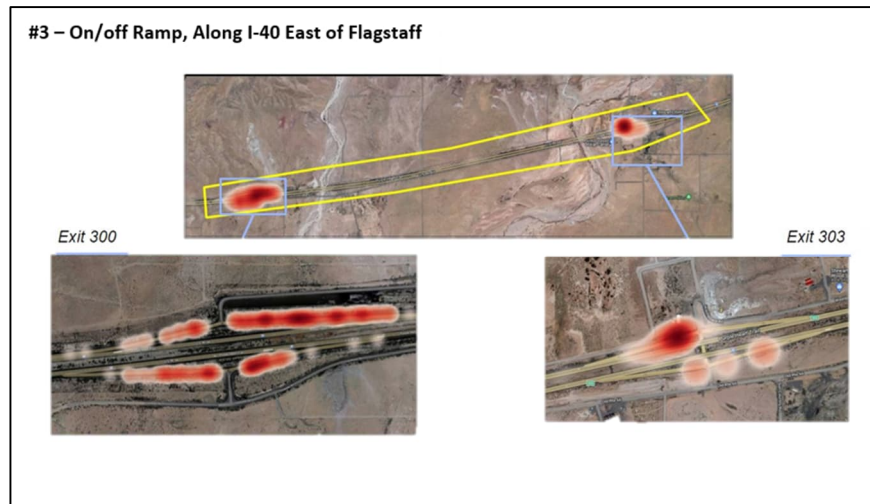 #3 – On/off Ramp, Along I-40 East of Flagstaff
Exit 300
Exit 303